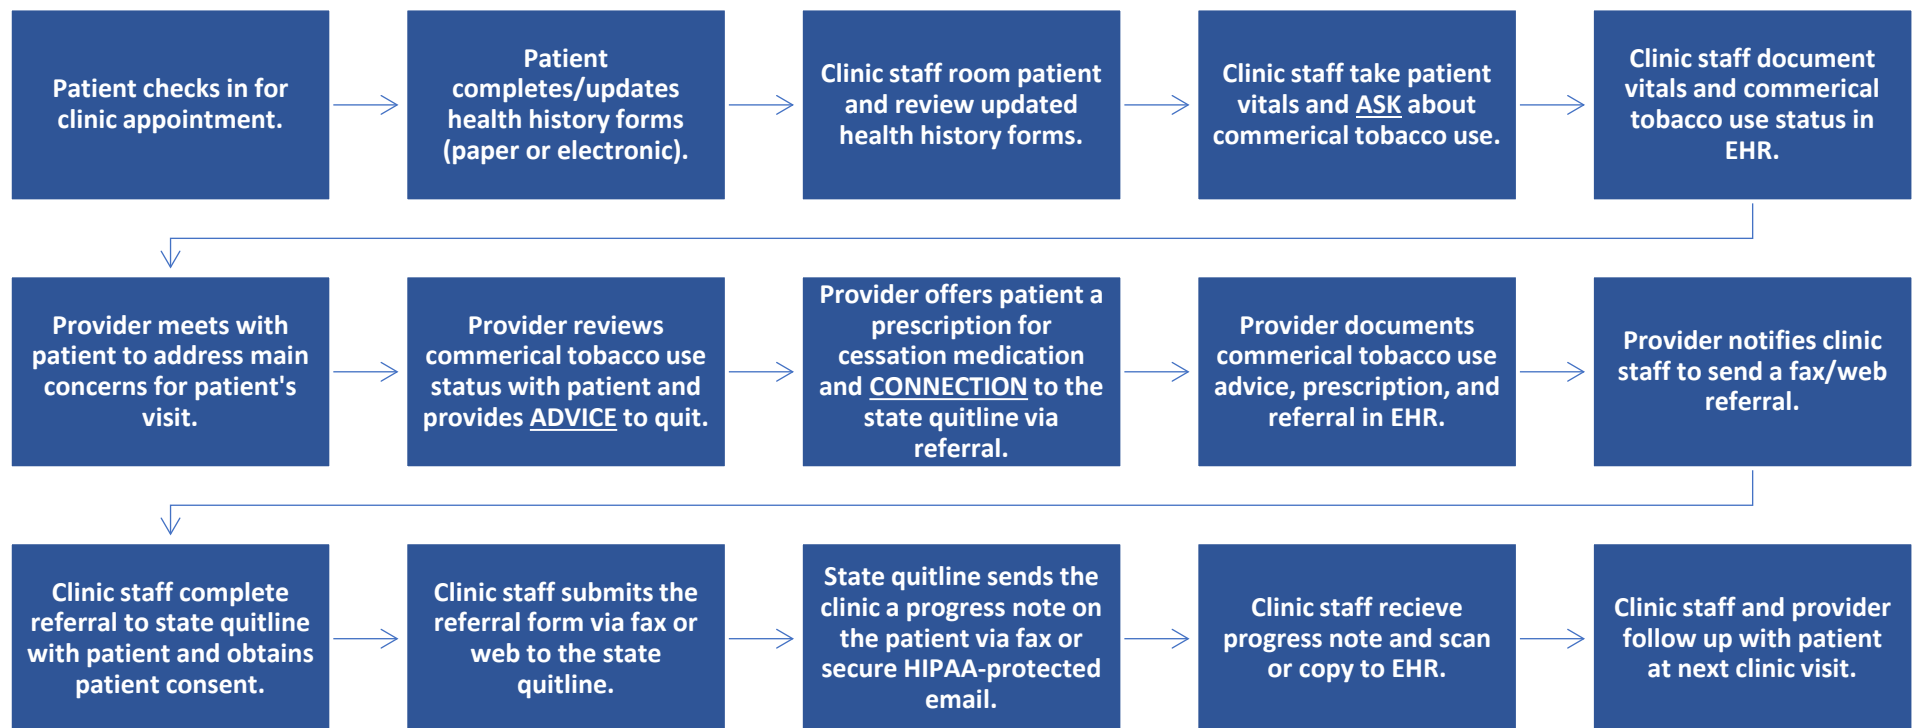 Patient checks in for
clinic appointment.
Patient
completes/updates
health history forms
(paper or electronic).
Clinic staff room patient
and review updated
health history forms.
Clinic staff take patient
vitals and ASK about
commerical tobacco use.
Clinic staff document
vitals and commerical
tobacco use status in
EHR.
Provider meets with
patient to address main
concerns for patient's
visit.
Provider reviews
commerical tobacco use
status with patient and
provides ADVICE to quit.
Provider offers patient a
prescription for
cessation medication
and CONNECTION to the
state quitline via
referral.
Provider documents
commerical tobacco use
advice, prescription, and
referral in EHR.
Provider notifies clinic
staff to send a fax/web
referral.
Clinic staff complete
referral to state quitline
with patient and obtains
patient consent.
Clinic staff submits the
referral form via fax or
web to the state
quitline.
State quitline sends the
clinic a progress note on
the patient via fax or
secure HIPAA-protected
email.
Clinic staff recieve
progress note and scan
or copy to EHR.
Clinic staff and provider
follow up with patient
at next clinic visit.